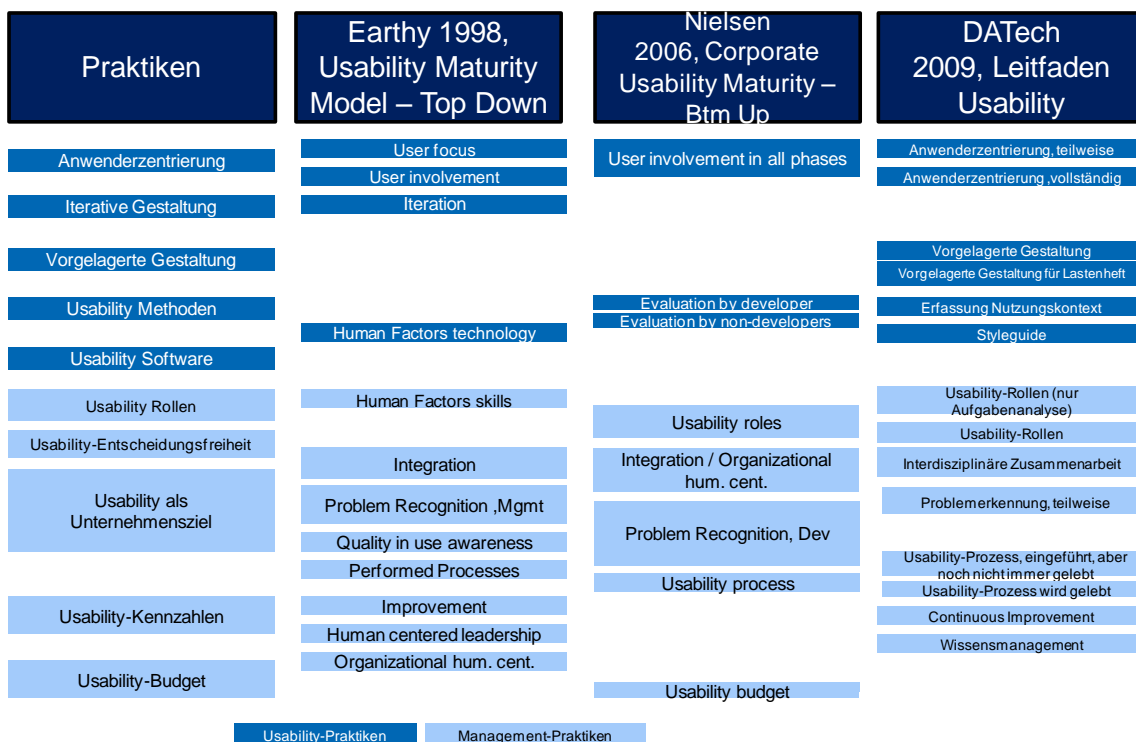 Praktiken
Earthy 1998,
Usability Maturity
Model – Top Down
Nielsen
2006, Corporate
Usability Maturity –
Btm Up
DATech
2009, Leitfaden
Usability
Anwenderzentrierung
Iterative Gestaltung
Vorgelagerte Gestaltung
Usability Methoden
Usability Software
Usability Rollen
Usability-Entscheidungsfreiheit
Usability als
Unternehmensziel
Usability-Kennzahlen
Usability-Budget
User focus
User involvement
Iteration
Human Factors technology
Human Factors skills
Integration
Problem Recognition ,Mgmt
Quality in use awareness
Performed Processes
Improvement
Human centered leadership
Organizational hum. cent.
User involvement in all phases
Evaluation by developer
Evaluation by non-developers
Usability roles
Integration / Organizational
hum. cent.
Problem Recognition, Dev
Usability process
Usability budget
Anwenderzentrierung, teilweise
Anwenderzentrierung ,vollständig
Vorgelagerte Gestaltung
Vorgelagerte Gestaltung für Lastenheft
Erfassung Nutzungskontext
Styleguide
Usability-Rollen (nur
Aufgabenanalyse)
Usability-Rollen
Interdisziplinäre Zusammenarbeit
Problemerkennung, teilweise
Usability-Prozess, eingeführt, aber
noch nicht immer gelebt
Usability-Prozess wird gelebt
Continuous Improvement
Wissensmanagement
Usability-Praktiken
Management-Praktiken